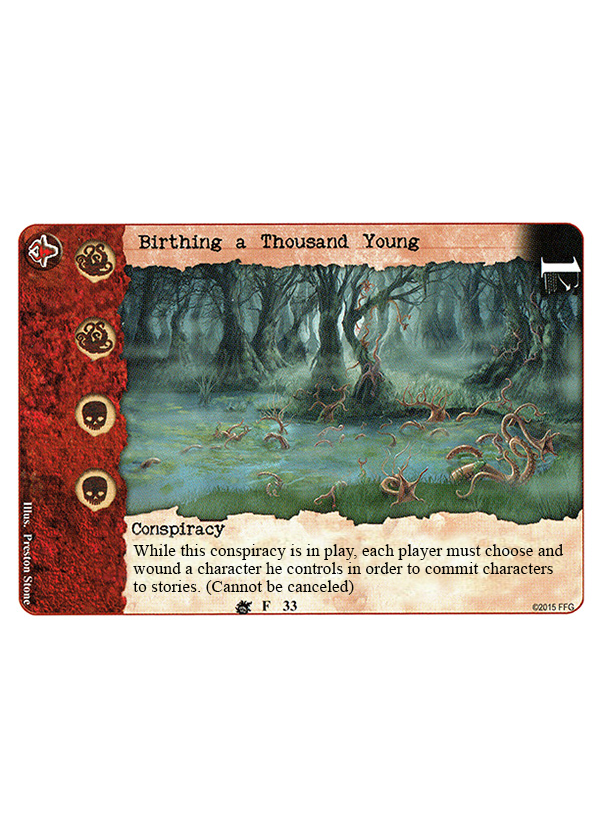 Birthing a Thousand Young
1
Conspiracy
While this conspiracy is in play, each player must choose and
wound a character he controls in order to commit characters
to stories. (Cannot be canceled)
F 33
©2015 FFG
Illus. Preston Stone